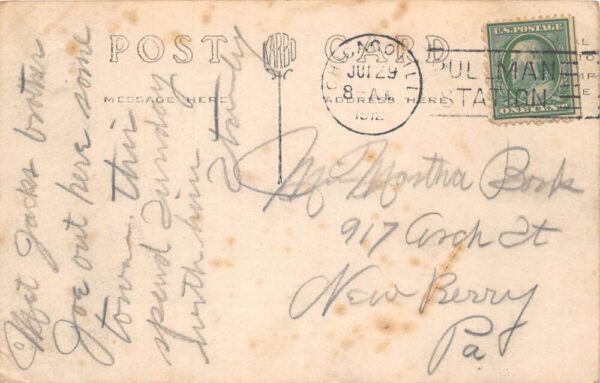 POST CARD
MESSAGE HERE
ADDRESS HERE
CHICAGO, ILL
JUL 29
8-AM
1912
PULLMAN
STATION
U.S. POSTAGE
ONE CENT
Met Jacks brother
Joe out here some
town. this
spend Sunday
with him
Mrs Martha Book
917 Arch St
New Berry
Pa